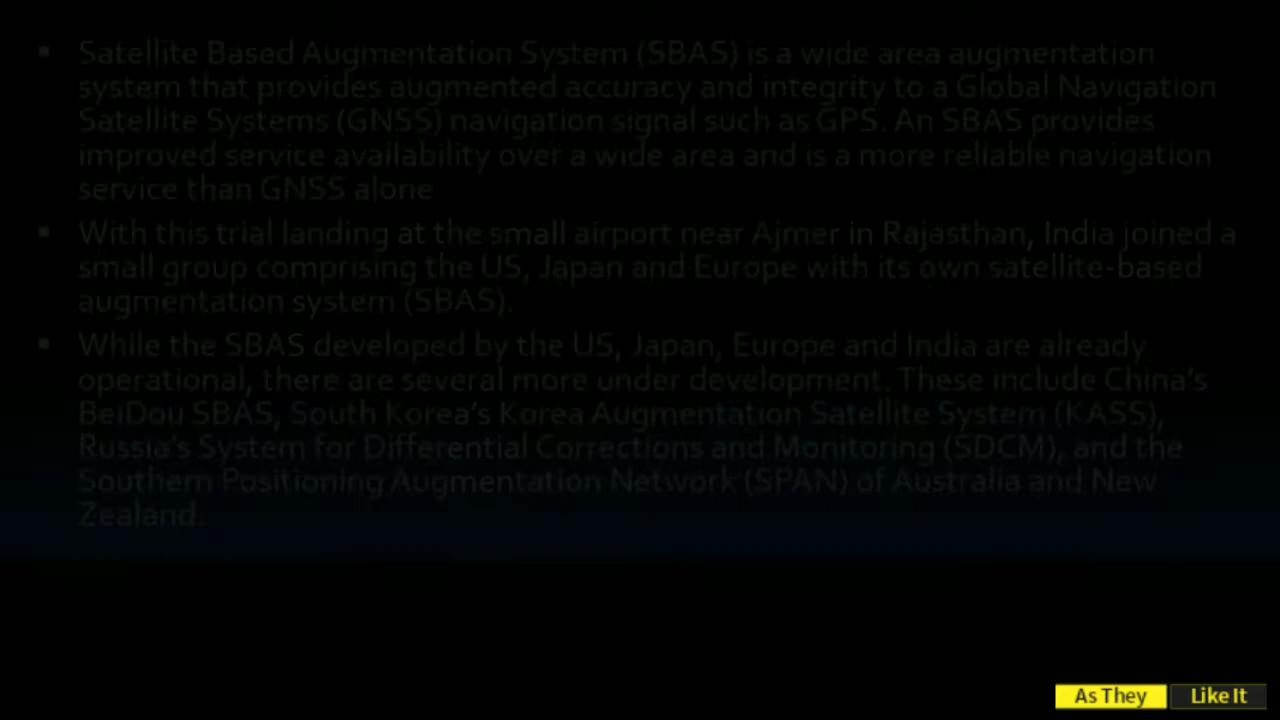 ▪ Satellite Based Augmentation System (SBAS) is a wide area augmentation
system that provides augmented accuracy and integrity to a Global Navigation
Satellite Systems (GNSS) navigation signal such as GPS. An SBAS provides
improved service availability over a wide area and is a more reliable navigation
service than GNSS alone
▪ With this trial landing at the small airport near Ajmer in Rajasthan, India joined a
small group comprising the US, Japan and Europe with its own satellite-based
augmentation system (SBAS).
▪ While the SBAS developed by the US, Japan, Europe and India are already
operational, there are several more under development. These include China's
BeiDou SBAS, South Korea's Korea Augmentation Satellite System (KASS),
Russia's System for Differential Corrections and Monitoring (SDCM), and the
Southern Positioning Augmentation Network (SPAN) of Australia and New
Zealand.
As They Like It